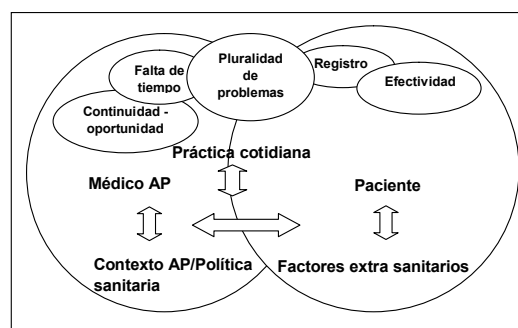 Falta de
tiempo
Pluralidad
de
problemas
Registro
Efectividad
Continuidad -
oportunidad
Práctica cotidiana
Médico AP
Paciente
Contexto AP/Política
sanitaria
Factores extra sanitarios